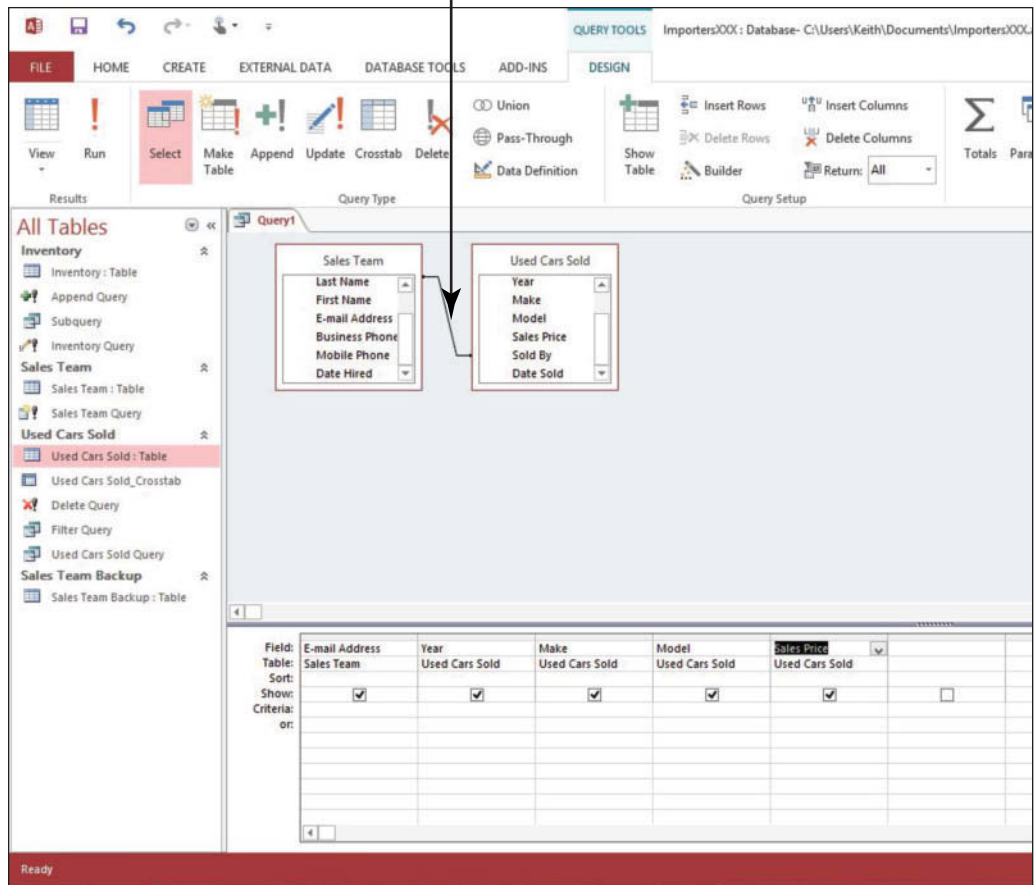 QUERY TOOLS ImportersXXX : Database- C:\Users\Keith\Documents\ImportersXXX.
FILE HOME CREATE EXTERNAL DATA DATABASE TOOLS ADD-INS DESIGN
View
Run
Select
Make Table
Append
Update
Crosstab
Delete
Union
Pass-Through
Data Definition
Show Table
Insert Rows
Delete Rows
Builder
Insert Columns
Delete Columns
Return: All
Totals
Para
Results
Query Type
Query Setup
All Tables
Inventory
Inventory : Table
Append Query
Subquery
Inventory Query
Sales Team
Sales Team : Table
Sales Team Query
Used Cars Sold
Used Cars Sold : Table
Used Cars Sold_Crosstab
Delete Query
Filter Query
Used Cars Sold Query
Sales Team Backup
Sales Team Backup : Table
Query1
Sales Team
Last Name
First Name
E-mail Address
Business Phone
Mobile Phone
Date Hired
Used Cars Sold
Year
Make
Model
Sales Price
Sold By
Date Sold
Field: E-mail Address Year Make Model Sales Price
Table: Sales Team Used Cars Sold Used Cars Sold Used Cars Sold Used Cars Sold
Sort:
Show:
Criteria:
or:
Ready